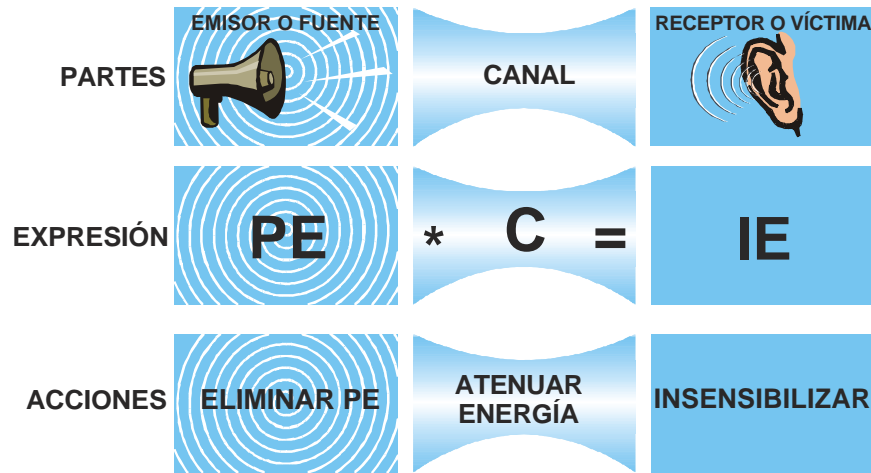 EMISOR O FUENTE
RECEPTOR O VÍCTIMA
PARTES
CANAL
EXPRESIÓN
PE
* C =
IE
ACCIONES
ELIMINAR PE
ATENUAR
ENERGÍA
INSENSIBILIZAR